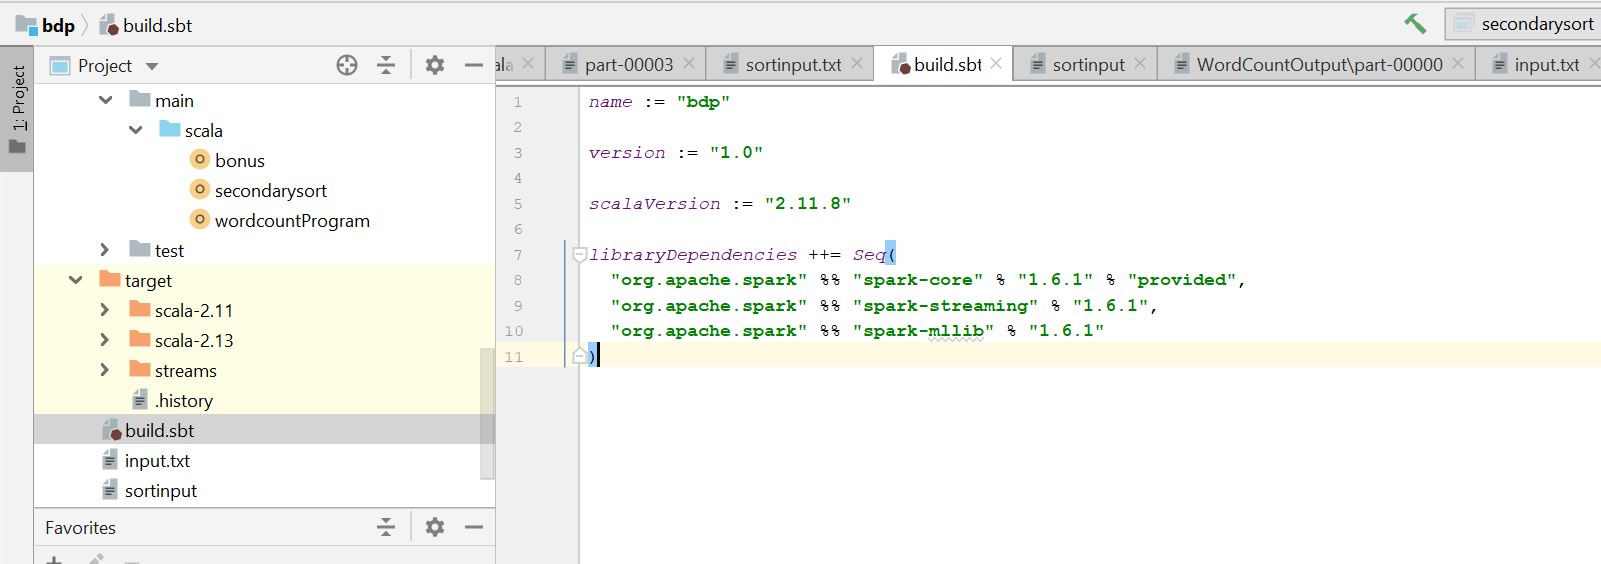 bdp build.sbt
secondarysort
1: Project
Project
main
scala
bonus
secondarysort
wordcountProgram
test
target
scala-2.11
scala-2.13
streams
.history
build.sbt
input.txt
sortinput
Favorites
ala part-00003 sortinput.txt build.sbt sortinput WordCountOutput\part-00000 input.txt
1 name := "bdp"
2
3 version := "1.0"
4
5 scalaVersion := "2.11.8"
6
7 libraryDependencies ++= Seq(
8 "org.apache.spark" %% "spark-core" % "1.6.1" % "provided",
9 "org.apache.spark" %% "spark-streaming" % "1.6.1",
10 "org.apache.spark" %% "spark-mllib" % "1.6.1"
11 )